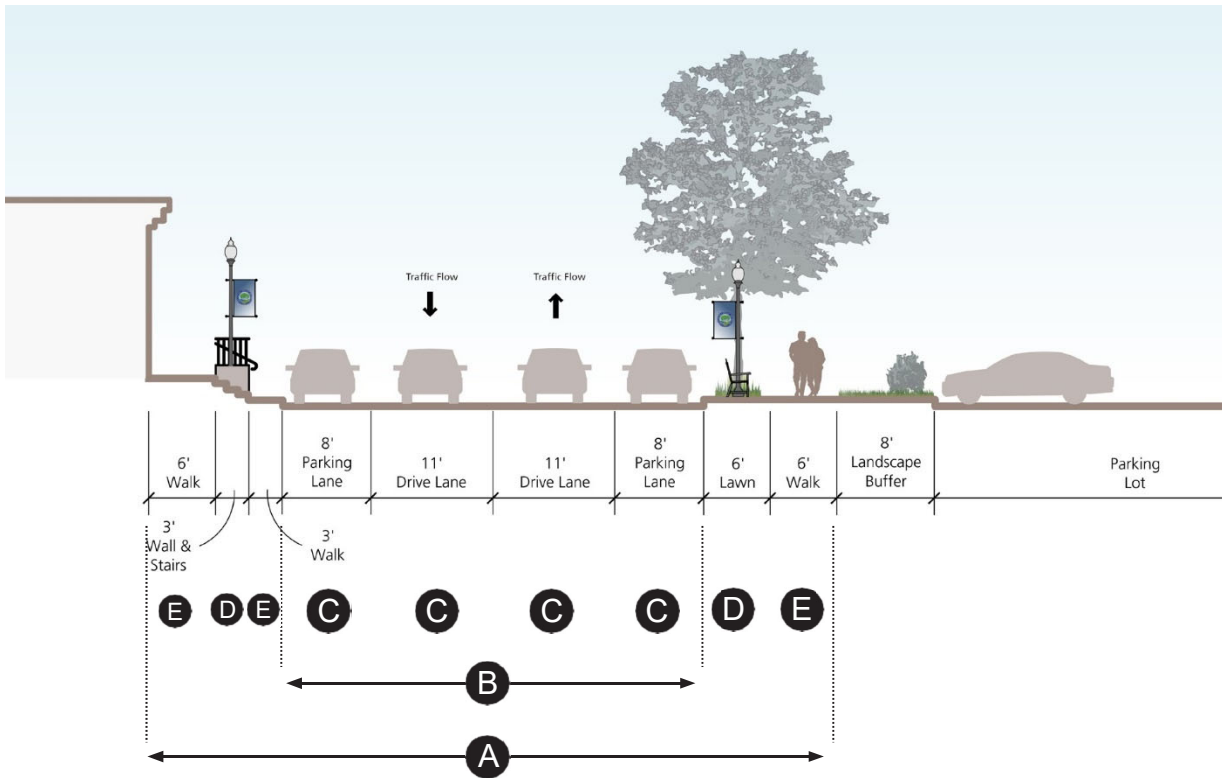 Traffic Flow
Traffic Flow
6'
Walk
3'
Wall &
Stairs
3'
Walk
8'
Parking
Lane
11'
Drive Lane
11'
Drive Lane
8'
Parking
Lane
6'
Lawn
6'
Walk
8'
Landscape
Buffer
Parking
Lot
E D E C C C C D E
B
A